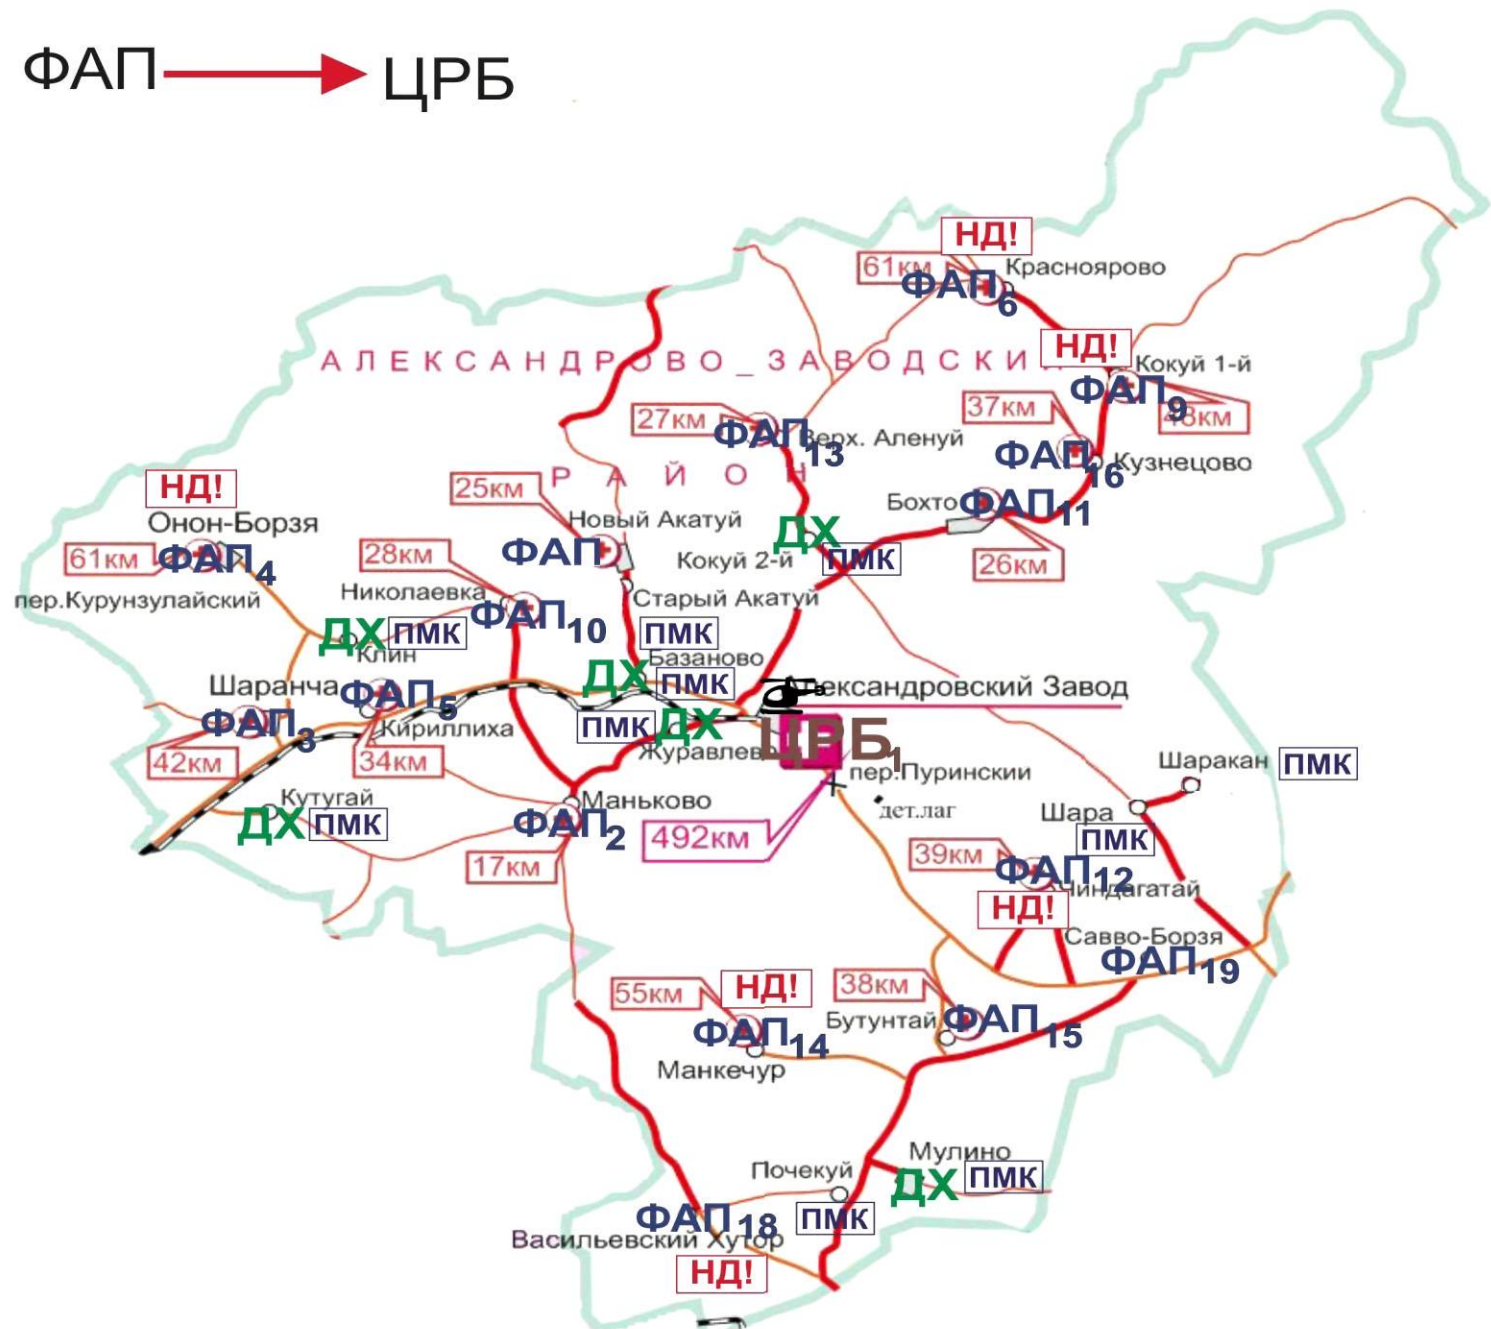 ФАП
ЦРБ
НД!
61км
Краснояровo
ФАП6
НД!
АЛЕКСАНДРОВО_ЗАВОДСКИЙ
Кокуй 1-й
ФАП9
48км
37км
27км
ФАП13
Верх. Аленуй
ФАП16
Кузнецово
РАЙОН
25км
НД!
Бохто
ФАП11
Онон-Борзя
Новый Акатуй
ДХ
28км
ФАП
Кокуй 2-й
ПМК
26км
61км
ФАП4
Николаевка
пер.Курунзулайский
Старый Акатуй
ФАП10
ДХ
ПМК
ПМК
Клин
Базаново
ДХ
ПМК
Шаранча
ФАП5
Александровский Завод
ФАП3
Кириллиха
ПМК
ДХ
ЦРБ1
42км
34км
Журавлево
пер.Пуринский
Шаракан
ПМК
Кутугай
Маньково
дет.лаг
Шара
ДХ
ПМК
ФАП2
492км
ПМК
17км
39км
ФАП12
Чиндагатай
НД!
Савво-Борзя
ФАП19
55км
НД!
38км
ФАП14
Бутунтай
ФАП15
Манкечур
Мулино
Почекуй
ДХ
ПМК
ФАП18
ПМК
Васильевский Хутор
НД!